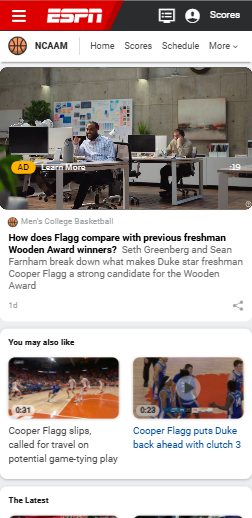 ESPN
Scores
NCAAM
Home Scores Schedule More
AD Learn More
:19
Men's College Basketball
How does Flagg compare with previous freshman
Wooden Award winners? Seth Greenberg and Sean
Farnham break down what makes Duke star freshman
Cooper Flagg a strong candidate for the Wooden
Award
1d
You may also like
0:31
0:23
Cooper Flagg slips,
called for travel on
potential game-tying play
Cooper Flagg puts Duke
back ahead with clutch 3
The Latest